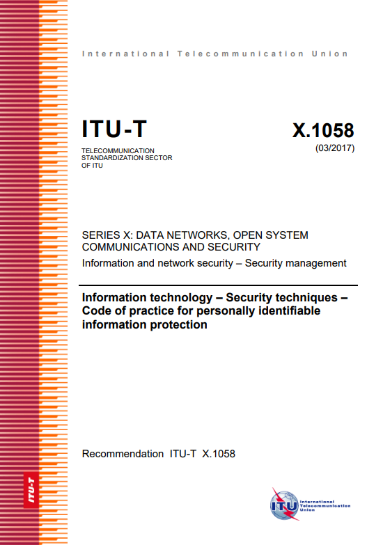 International Telecommunication Union
ITU-T
X.1058
TELECOMMUNICATION
STANDARDIZATION SECTOR
OF ITU
(03/2017)
SERIES X: DATA NETWORKS, OPEN SYSTEM
COMMUNICATIONS AND SECURITY
Information and network security – Security management
Information technology – Security techniques –
Code of practice for personally identifiable
information protection
Recommendation ITU-T X.1058
ITU-T
ITU
International
Telecommunication
Union